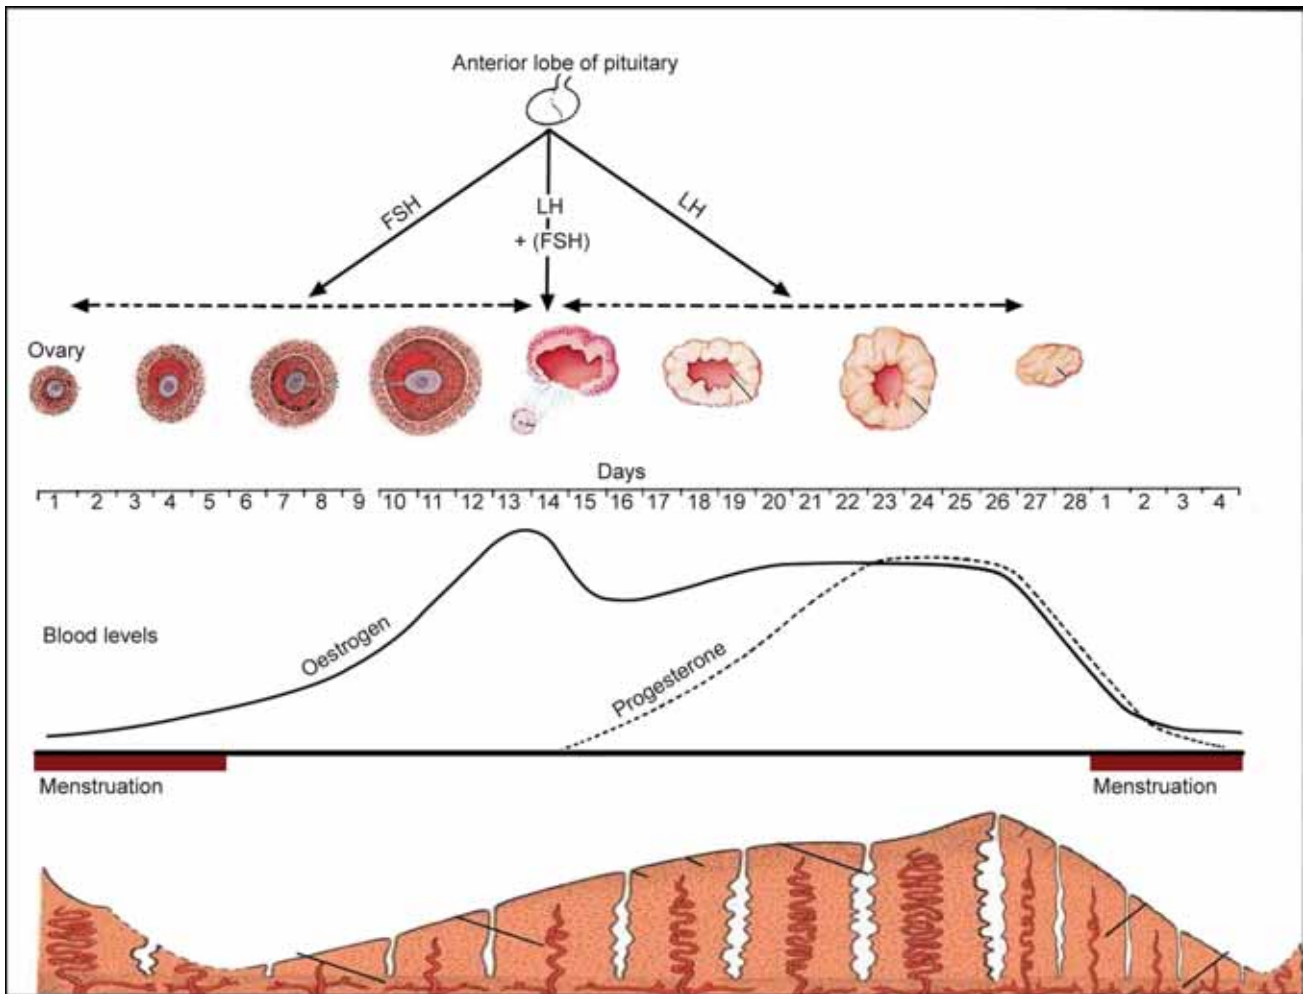 Anterior lobe of pituitary
FSH
LH
LH
+ (FSH)
Ovary
Days
1 2 3 4 5 6 7 8 9 10 11 12 13 14 15 16 17 18 19 20 21 22 23 24 25 26 27 28 1 2 3 4
Blood levels
Oestrogen
Progesterone
Menstruation
Menstruation